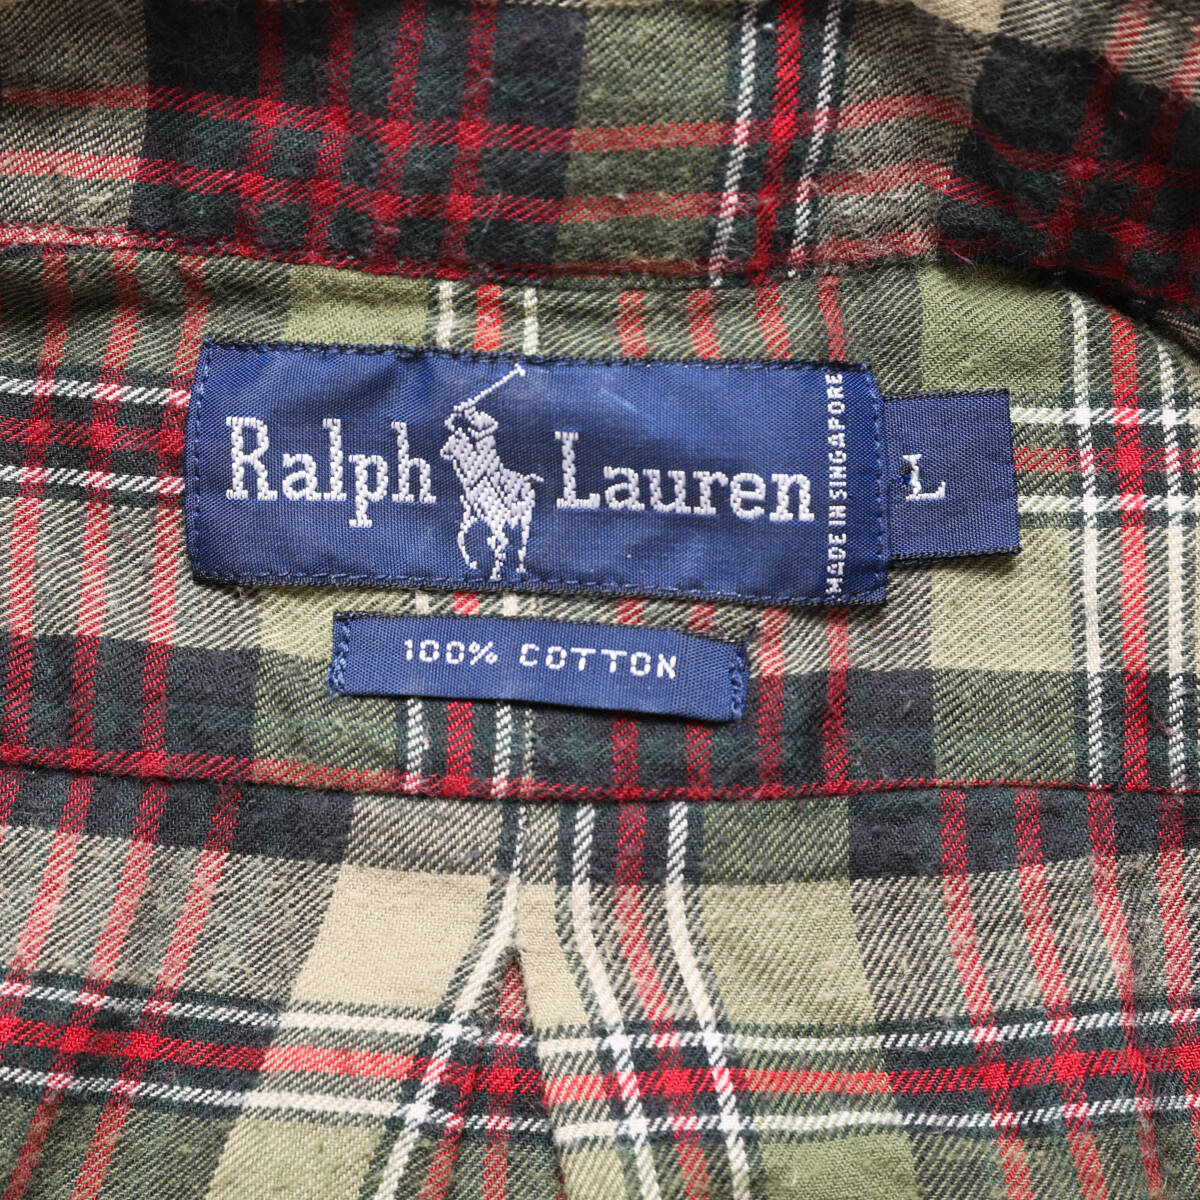 Ralph Lauren
MADE IN SINGAPORE
L
100% COTTON